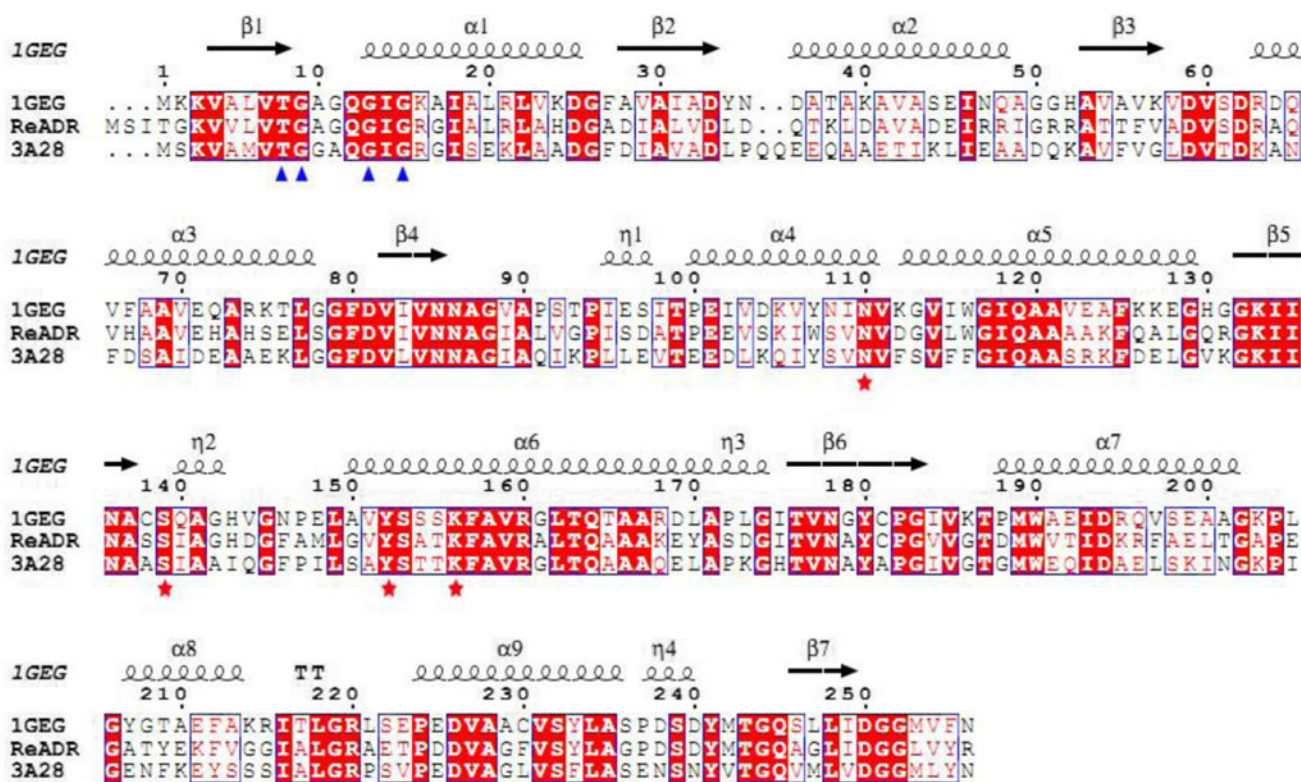 β1 α1 β2 α2 β3
1GEG
1 10 20 30 40 50 60
1GEG ...MKKVALVTGAGQGIGKAIALRLVKDGFAVAIADYN..DATAKAVASEINQAGGHAVAVKVDVSDRDQ
ReADR MSITGKVVLVTGAGQGIGRGIALRLAHDGADIALVDLD..QTKLDAVADEIRRIGRRATTFVADVSDRAQ
3A28 ...MSKVAMVTGGAQGIGRGISEKLAADGFDIAVADLPQQEEQAAETIKLIEAADQKAVFVGLDVTDKAN
α3 β4 η1 α4 α5 β5
1GEG
70 80 90 100 110 120 130
1GEG VFAAVEQARKTLGGFDVIVNNAGVAPSTPIESITPEIVDKVYNINVKGVIWGIQAAVEAFKKEGHGGKII
ReADR VHAAVEHAHSELSGFDVIVNNAGIALVGPISDATPEEVSKIWSVNVDGVLWGIQAAAAKFQALGQRGKII
3A28 FDSAIDEAAEKLGGFDVLVNNAGIAQIKPLLEVTEEDLKQIYSVNVFSVFFGIQAASRKFDELGVKGKII
η2 α6 η3 β6 α7
1GEG
140 150 160 170 180 190 200
1GEG NACSQAGHVGNPELAVYSSSKFAVRGLTQTAARDLAPLGITVNGYCPGIVKTPMWAEIDRQVSEAAGKPL
ReADR NASSIAGHDGFAMLGVYSATKFAVRALTQAAAKEYASDGITVNAYCPGVVGTDMWVTIDKRFAELTGAPE
3A28 NAASIAAIQGFPILSAYSTTKFAVRGLTQAAAQELAPKGHTVNAYAPGIVGTGMWEQIDAELSKINGKPI
α8 TT α9 η4 β7
1GEG
210 220 230 240 250
1GEG GYGTAEFAKRITLGRLSEPEDVAACVSYLASPDSDYMTGQSLLIDGGMVFN
ReADR GATYEKFVGGIALGRAETPDDVAGFVSYLAGPDSDYMTGQAGLIDGGLVYR
3A28 GENFKEYSSSIALGRPSVPEDVAGLVSFLASENSNYVTGQVMLVDGGMLYN